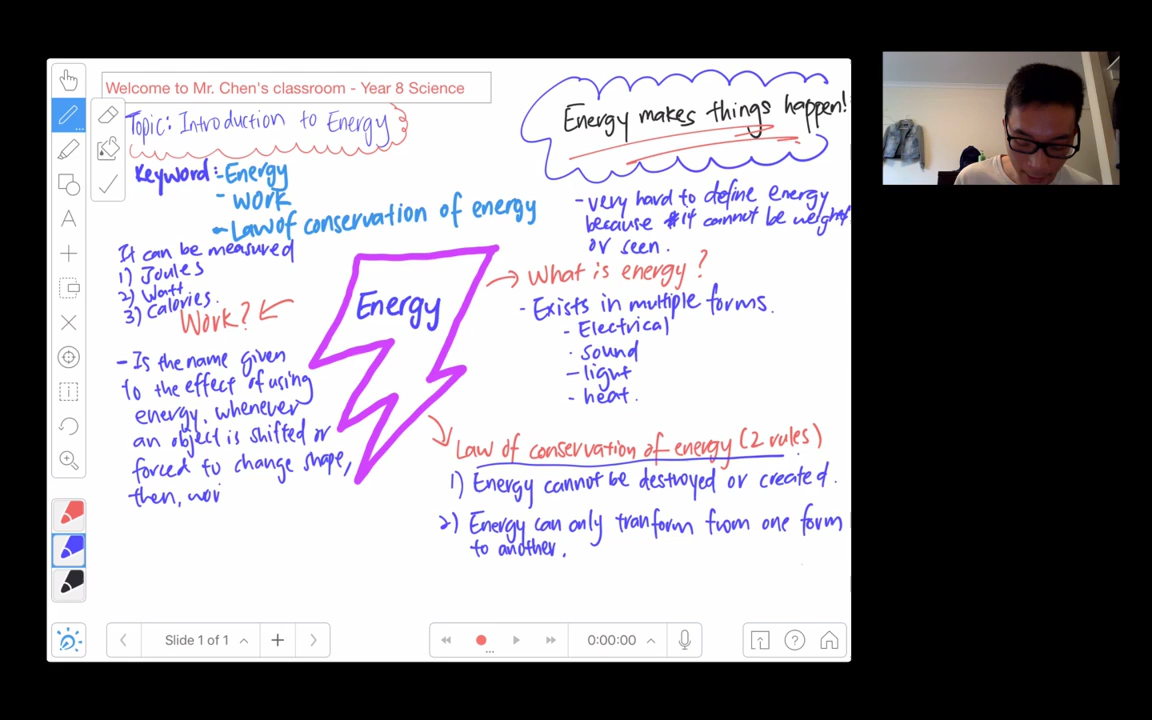 Welcome to Mr. Chen's classroom - Year 8 Science
Topic: Introduction to Energy
Keyword: - Energy
- Work
- Law of conservation of energy
Energy makes things happen!
- very hard to define energy
because it cannot be weight
or seen.
It can be measured
1) Joules
2) Watt
3) Calories.
Work?
- Is the name given
to the effect of using
energy, whenever
an object is shifted or
forced to change shape,
then, wor
Energy
What is energy?
- Exists in multiple forms.
- Electrical
. sound
- light
- heat.
Law of conservation of energy (2 rules)
1) Energy cannot be destroyed or created.
2) Energy can only tranform from one form
to another.
A
Slide 1 of 1
0:00:00